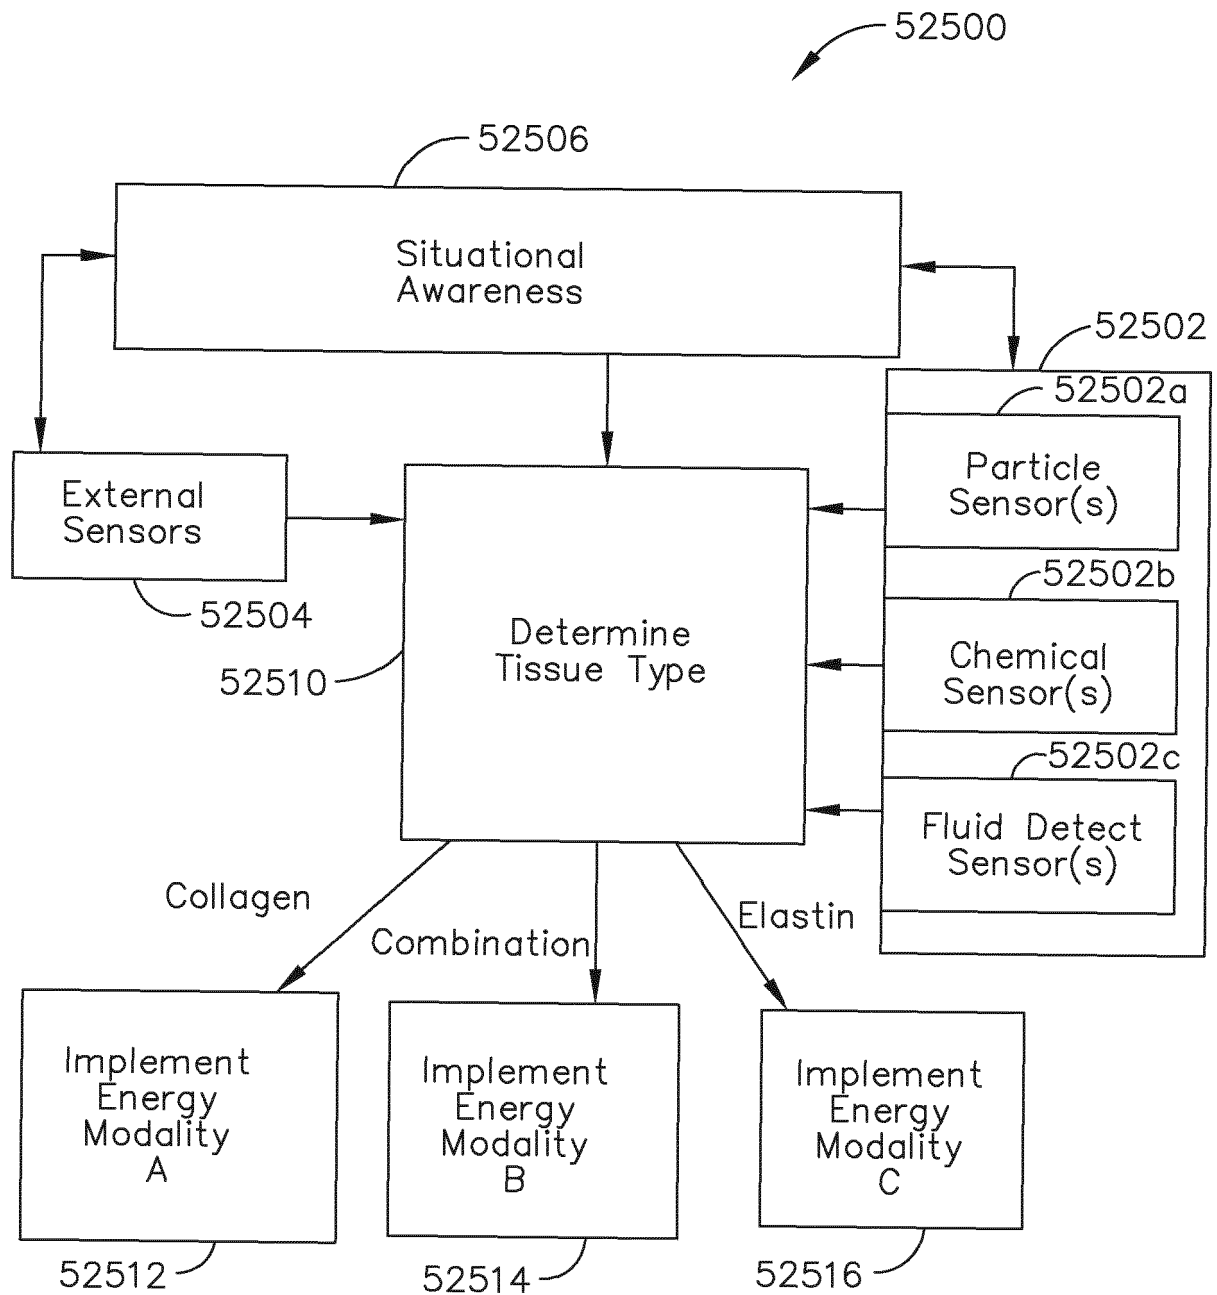 52500
52506
Situational
Awareness
52502
52502a
Particle
Sensor(s)
External
Sensors
52504
52502b
Chemical
Sensor(s)
Determine
Tissue Type
52510
52502c
Fluid Detect
Sensor(s)
Collagen
Combination
Elastin
Implement
Energy
Modality
A
Implement
Energy
Modality
B
Implement
Energy
Modality
C
52512
52514
52516